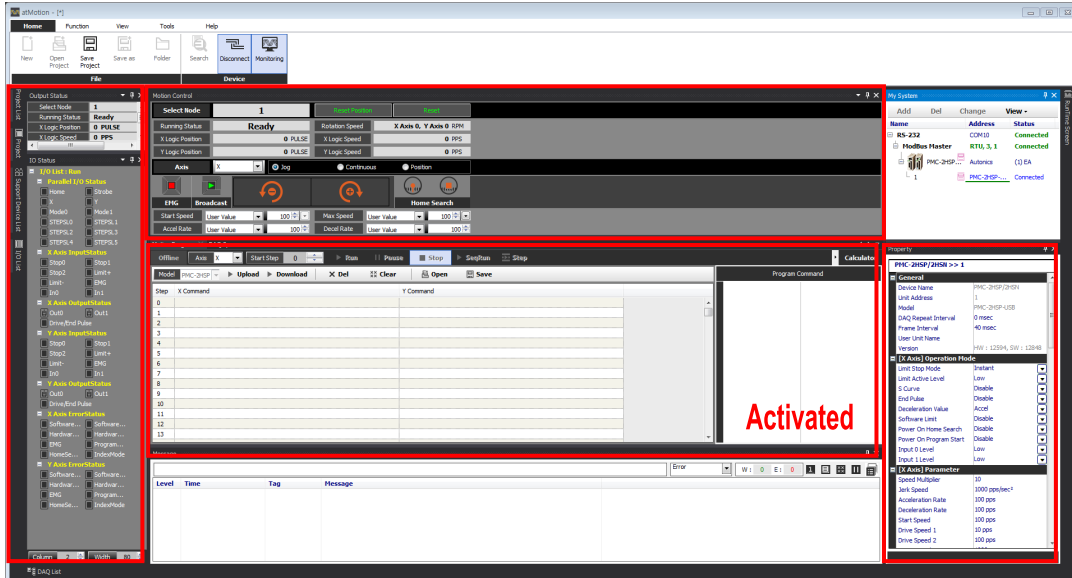 atMotion - [*]
Home Function View Tools Help
New Open Project Save Project Save as Folder Search Disconnect Monitoring
File Device
Project List
Project
Support Device List
I/O List
Output Status
Select Node 1
Running Status Ready
X Logic Position 0 PULSE
X Logic Speed 0 PPS
IO Status
I/O List : Run
Parallel I/O Status
Home Strobe
X Y
Mode0 Mode1
STEPSL0 STEPSL1
STEPSL2 STEPSL3
STEPSL4 STEPSL5
X Axis InputStatus
Stop0 Stop1
Stop2 Limit+
Limit- EMG
In0 In1
X Axis OutputStatus
Out0 Out1
Drive/End Pulse
Y Axis InputStatus
Stop0 Stop1
Stop2 Limit+
Limit- EMG
In0 In1
Y Axis OutputStatus
Out0 Out1
Drive/End Pulse
X Axis ErrorStatus
Software... Software...
Hardwar... Hardwar...
EMG Program...
HomeSe... IndexMode
Y Axis ErrorStatus
Software... Software...
Hardwar... Hardwar...
EMG Program...
HomeSe... IndexMode
Column 2 Width 80
DAQ List
Motion Control
Select Node 1 Reset Position Reset
Running Status Ready Rotation Speed X Axis 0, Y Axis 0 RPM
X Logic Position 0 PULSE X Logic Speed 0 PPS
Y Logic Position 0 PULSE Y Logic Speed 0 PPS
Axis X Jog Continuous Position
EMG Broadcast Home Search
Start Speed User Value 100 Max Speed User Value 100
Accel Rate User Value 100 Decel Rate User Value 100
Offline Axis X Start Step 0 Run Pause Stop SeqRun Step Calculator
Model PMC-2HSP Upload Download Del Clear Open Save Program Command
Step X Command Y Command
0
1
2
3
4
5
6
7
8
9
10
11
12
13
Activated
Message
Error W : 0 E : 0 1
Level Time Tag Message
My System
Add Del Change View
Name Address Status
RS-232 COM10 Connected
ModBus Master RTU, 3, 1 Connected
PMC-2HSP... Autonics (1) EA
1 PMC-2HSP-... Connected
RunTime Screen
Property
PMC-2HSP/2HSN >> 1
General
Device Name PMC-2HSP/2HSN
Unit Address 1
Model PMC-2HSP-USB
DAQ Repeat Interval 0 msec
Frame Interval 40 msec
User Unit Name
Version HW : 12594, SW : 12848
[X Axis] Operation Mode
Limit Stop Mode Instant
Limit Active Level Low
S Curve Disable
End Pulse Disable
Deceleration Value Accel
Software Limit Disable
Power On Home Search Disable
Power On Program Start Disable
Input 0 Level Low
Input 1 Level Low
[X Axis] Parameter
Speed Multiplier 10
Jerk Speed 1000 pps/sec²
Acceleration Rate 100 pps
Deceleration Rate 100 pps
Start Speed 100 pps
Drive Speed 1 10 pps
Drive Speed 2 100 pps